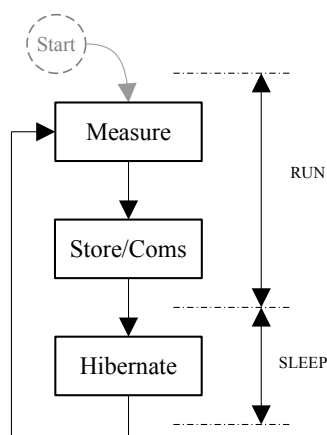 Start
Measure
RUN
Store/Coms
Hibernate
SLEEP